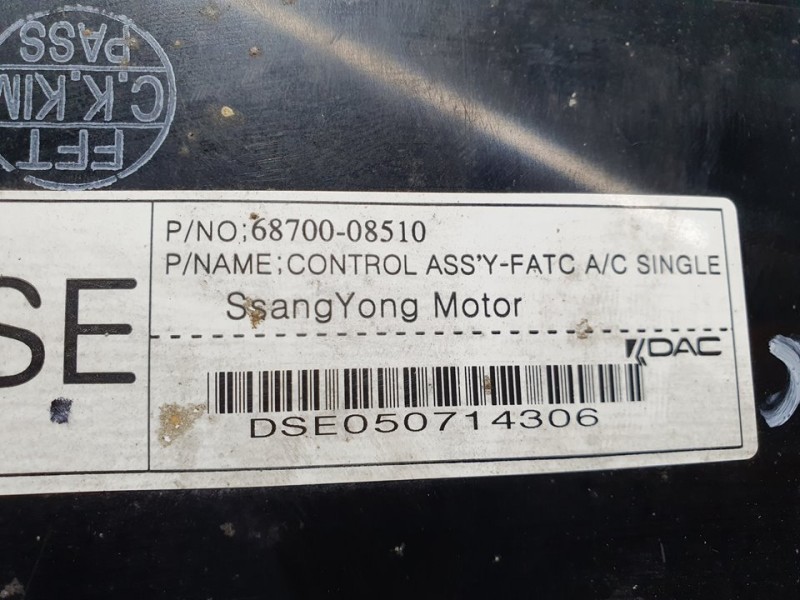 PASS
C.K.KIM
FFT
SE
P/NO;68700-08510
P/NAME;CONTROL ASS'Y-FATC A/C SINGLE
SsangYong Motor
DAC
DSE050714306